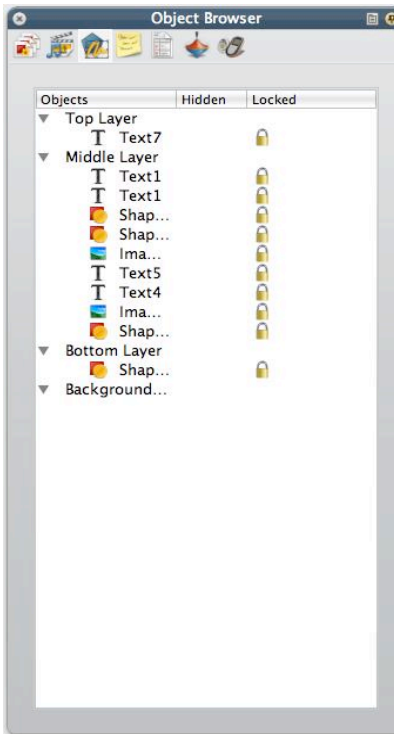 Object Browser
Objects Hidden Locked
Top Layer
T Text7
Middle Layer
T Text1
T Text1
Shap...
Shap...
Ima...
T Text5
T Text4
Ima...
Shap...
Bottom Layer
Shap...
Background...